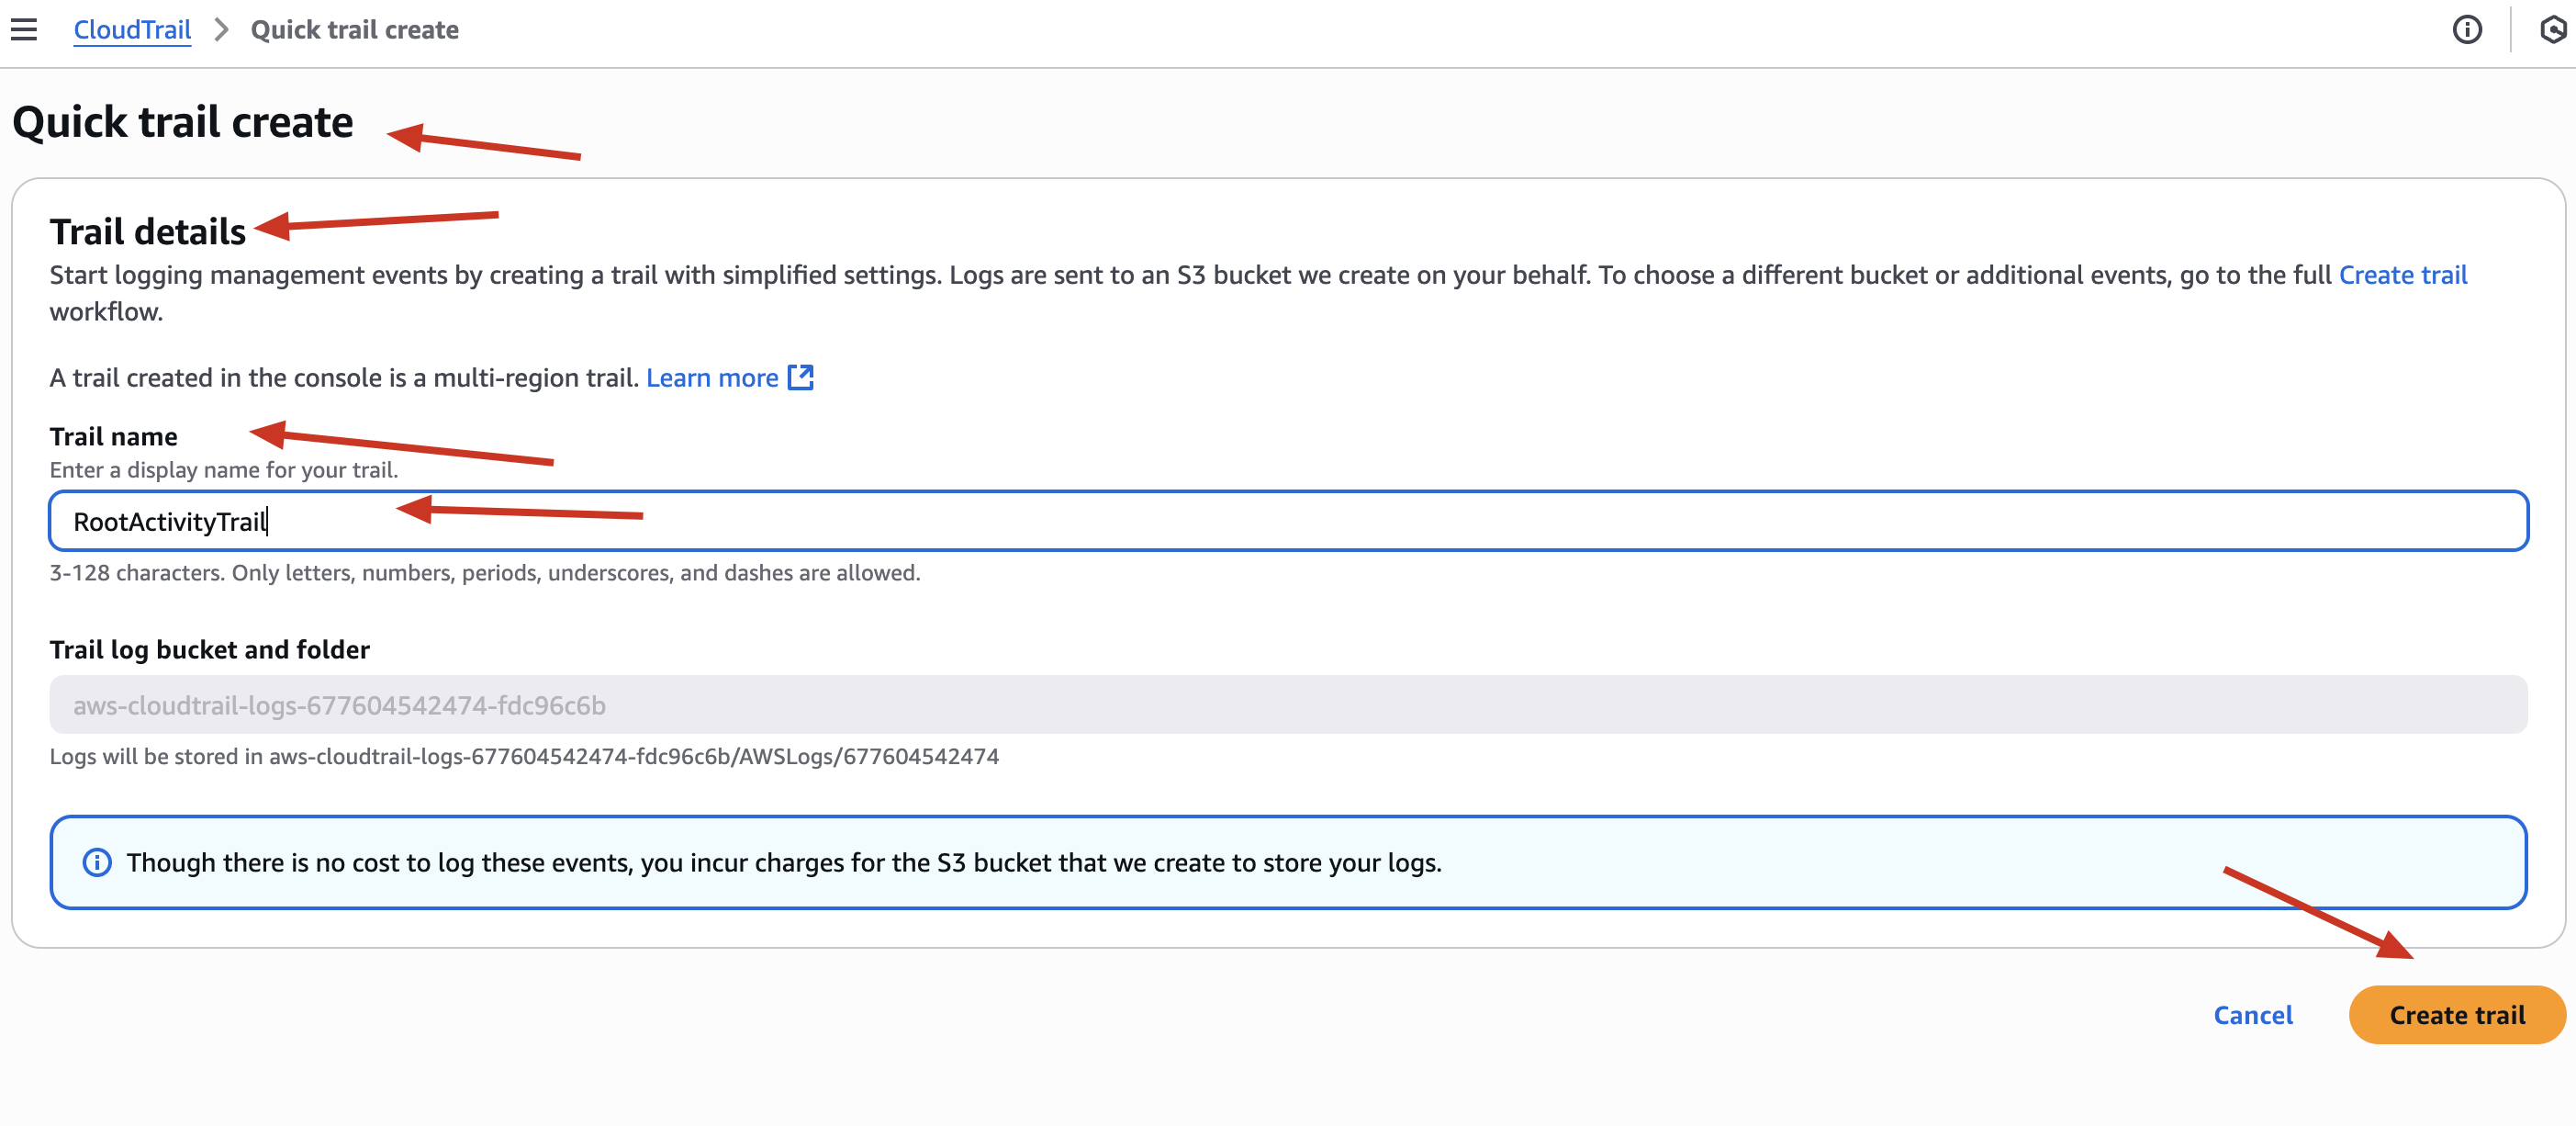 CloudTrail > Quick trail create
Quick trail create
Trail details
Start logging management events by creating a trail with simplified settings. Logs are sent to an S3 bucket we create on your behalf. To choose a different bucket or additional events, go to the full Create trail
workflow.
A trail created in the console is a multi-region trail. Learn more
Trail name
Enter a display name for your trail.
RootActivityTrail
3-128 characters. Only letters, numbers, periods, underscores, and dashes are allowed.
Trail log bucket and folder
aws-cloudtrail-logs-677604542474-fdc96c6b
Logs will be stored in aws-cloudtrail-logs-677604542474-fdc96c6b/AWSLogs/677604542474
Though there is no cost to log these events, you incur charges for the S3 bucket that we create to store your logs.
Cancel Create trail